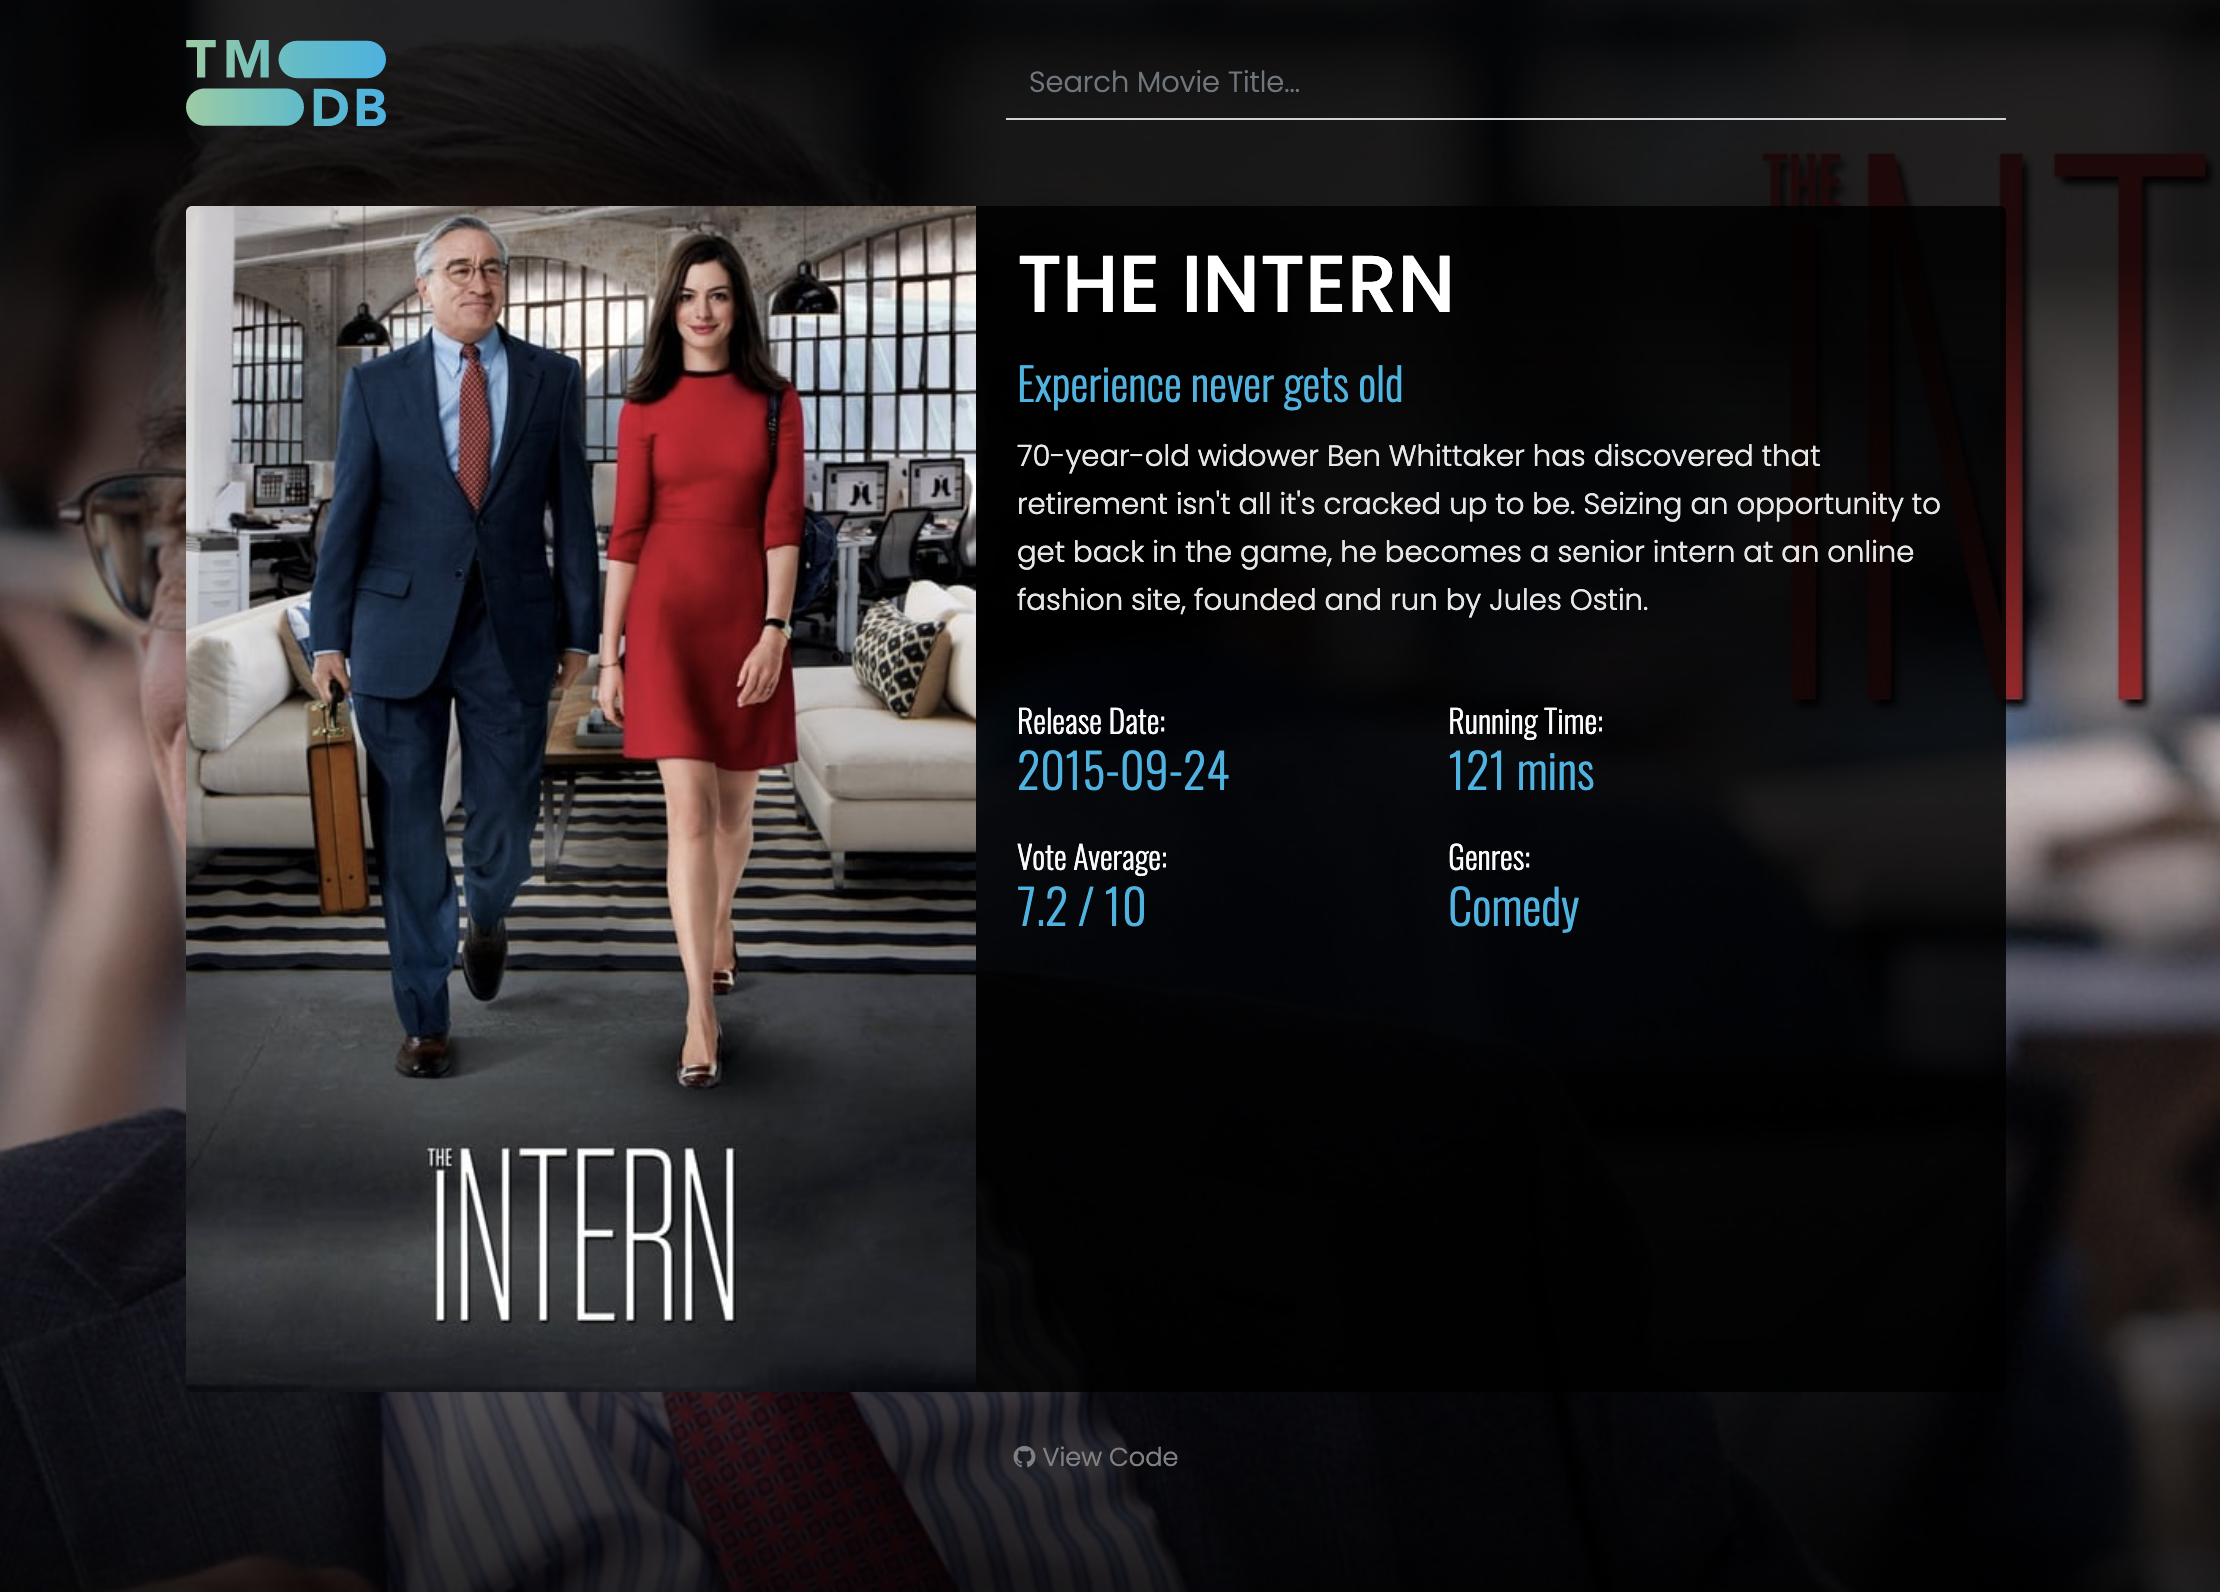 TM
DB
Search Movie Title...
THE
INT
THE INTERN
Experience never gets old
70-year-old widower Ben Whittaker has discovered that
retirement isn't all it's cracked up to be. Seizing an opportunity to
get back in the game, he becomes a senior intern at an online
fashion site, founded and run by Jules Ostin.
Release Date:
2015-09-24
Running Time:
121 mins
Vote Average:
7.2 / 10
Genres:
Comedy
THE
INTERN
View Code